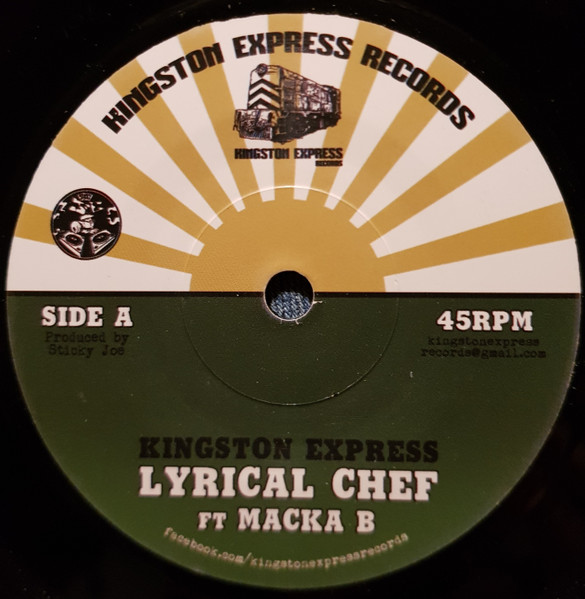 KINGSTON EXPRESS RECORDS
KINGSTON EXPRESS
RECORDS
SIDE A
Produced by
Sticky Joe
45RPM
kingstonexpress
records@gmail.com
KINGSTON EXPRESS
LYRICAL CHEF
FT MACKA B
facebook.com/kingstonexpressrecords